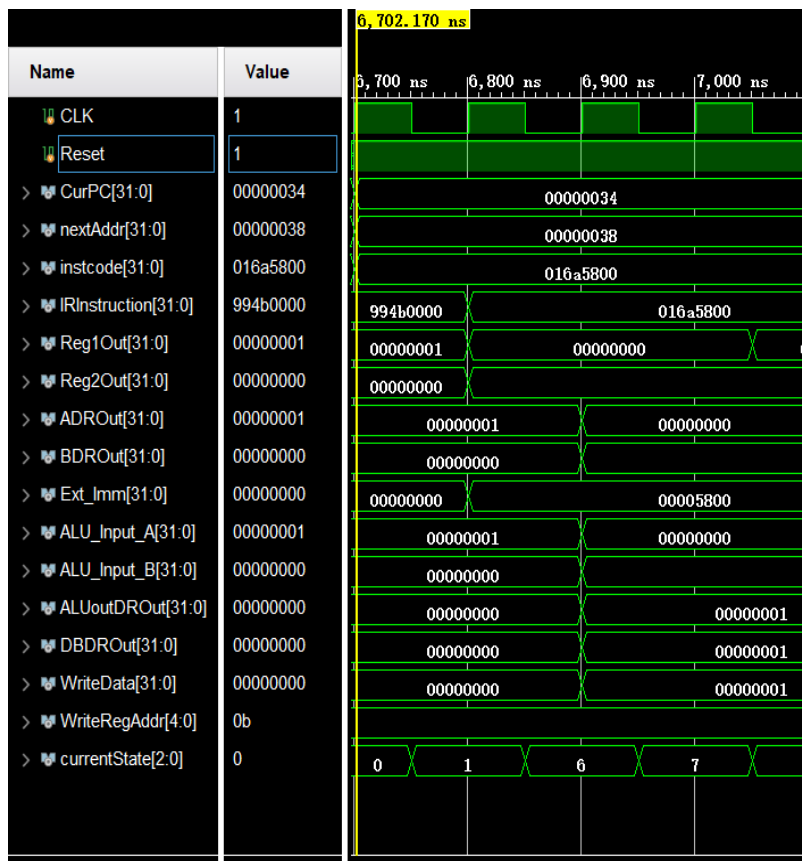 6,702.170 ns
Name Value 6,700 ns 6,800 ns 6,900 ns 7,000 ns
CLK 1
Reset 1
CurPC[31:0] 00000034 00000034
nextAddr[31:0] 00000038 00000038
instcode[31:0] 016a5800 016a5800
IRInstruction[31:0] 994b0000 994b0000 016a5800
Reg1Out[31:0] 00000001 00000001 00000000
Reg2Out[31:0] 00000000 00000000
ADROut[31:0] 00000001 00000001 00000000
BDROut[31:0] 00000000 00000000
Ext_Imm[31:0] 00000000 00000000 00005800
ALU_Input_A[31:0] 00000001 00000001 00000000
ALU_Input_B[31:0] 00000000 00000000
ALUoutDROut[31:0] 00000000 00000000 00000001
DBDROut[31:0] 00000000 00000000 00000001
WriteData[31:0] 00000000 00000000 00000001
WriteRegAddr[4:0] 0b
currentState[2:0] 0 0 1 6 7